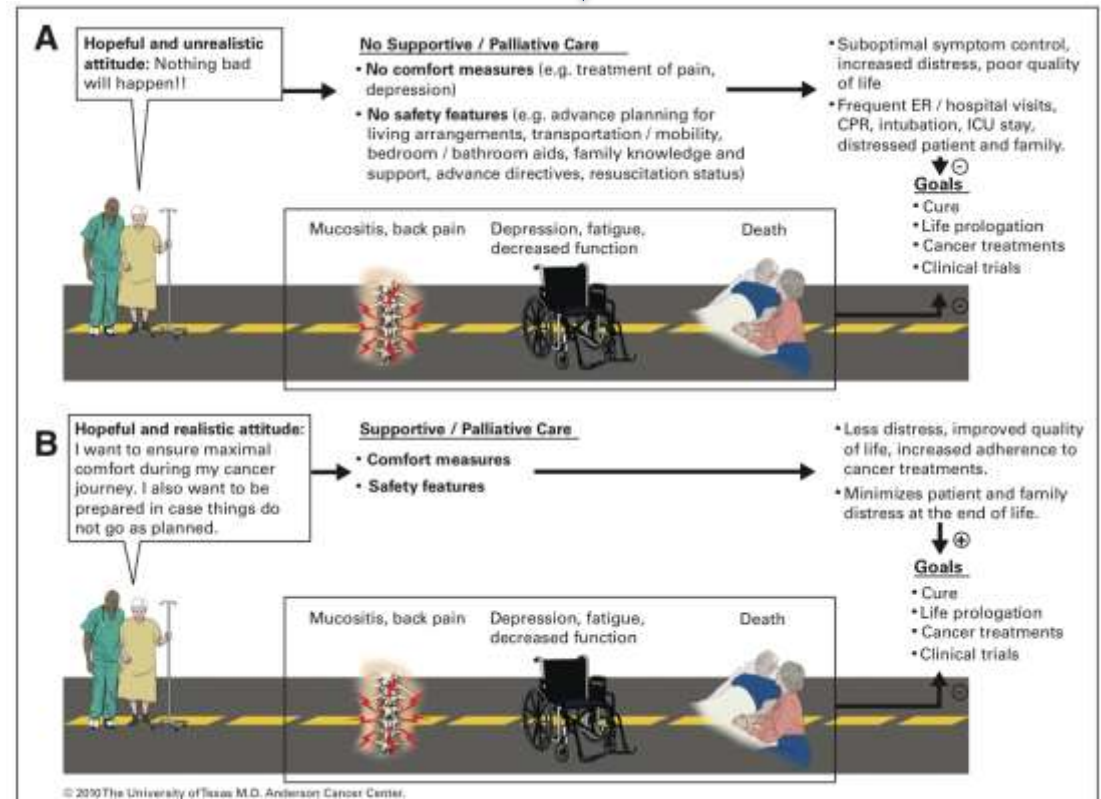 A
Hopeful and unrealistic
attitude: Nothing bad
will happen!!
No Supportive / Palliative Care
• No comfort measures (e.g. treatment of pain,
depression)
• No safety features (e.g. advance planning for
living arrangements, transportation / mobility,
bedroom / bathroom aids, family knowledge and
support, advance directives, resuscitation status)
• Suboptimal symptom control,
increased distress, poor quality
of life
• Frequent ER / hospital visits,
CPR, intubation, ICU stay,
distressed patient and family.
-
Goals
• Cure
• Life prologation
• Cancer treatments
• Clinical trials
-
Mucositis, back pain
Depression, fatigue,
decreased function
Death
B
Hopeful and realistic attitude:
I want to ensure maximal
comfort during my cancer
journey. I also want to be
prepared in case things do
not go as planned.
Supportive / Palliative Care
• Comfort measures
• Safety features
• Less distress, improved quality
of life, increased adherence to
cancer treatments.
• Minimizes patient and family
distress at the end of life.
+
Goals
• Cure
• Life prologation
• Cancer treatments
• Clinical trials
-
Mucositis, back pain
Depression, fatigue,
decreased function
Death
© 2010 The University of Texas M.D. Anderson Cancer Center.